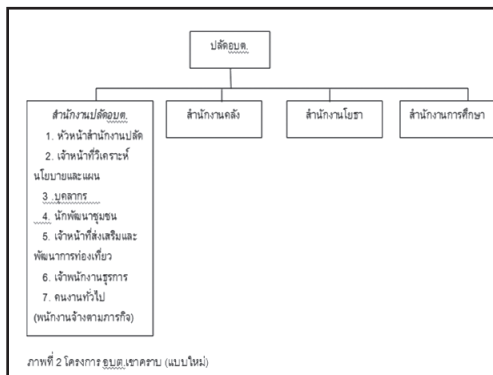 ปลัดอบต.
สำนักงานปลัดอบต.
1. หัวหน้าสำนักงานปลัด
2. เจ้าหน้าที่วิเคราะห์
นโยบายและแผน
3 .บุคลากร
4. นักพัฒนาชุมชน
5. เจ้าหน้าที่ส่งเสริมและ
พัฒนาการท่องเที่ยว
6. เจ้าพนักงานธุรการ
7. คนงานทั่วไป
(พนักงานจ้างตามภารกิจ)
สำนักงานคลัง
สำนักงานโยธา
สำนักงานการศึกษา
ภาพที่ 2 โครงการ อบต.เขาคราบ (แบบใหม่)